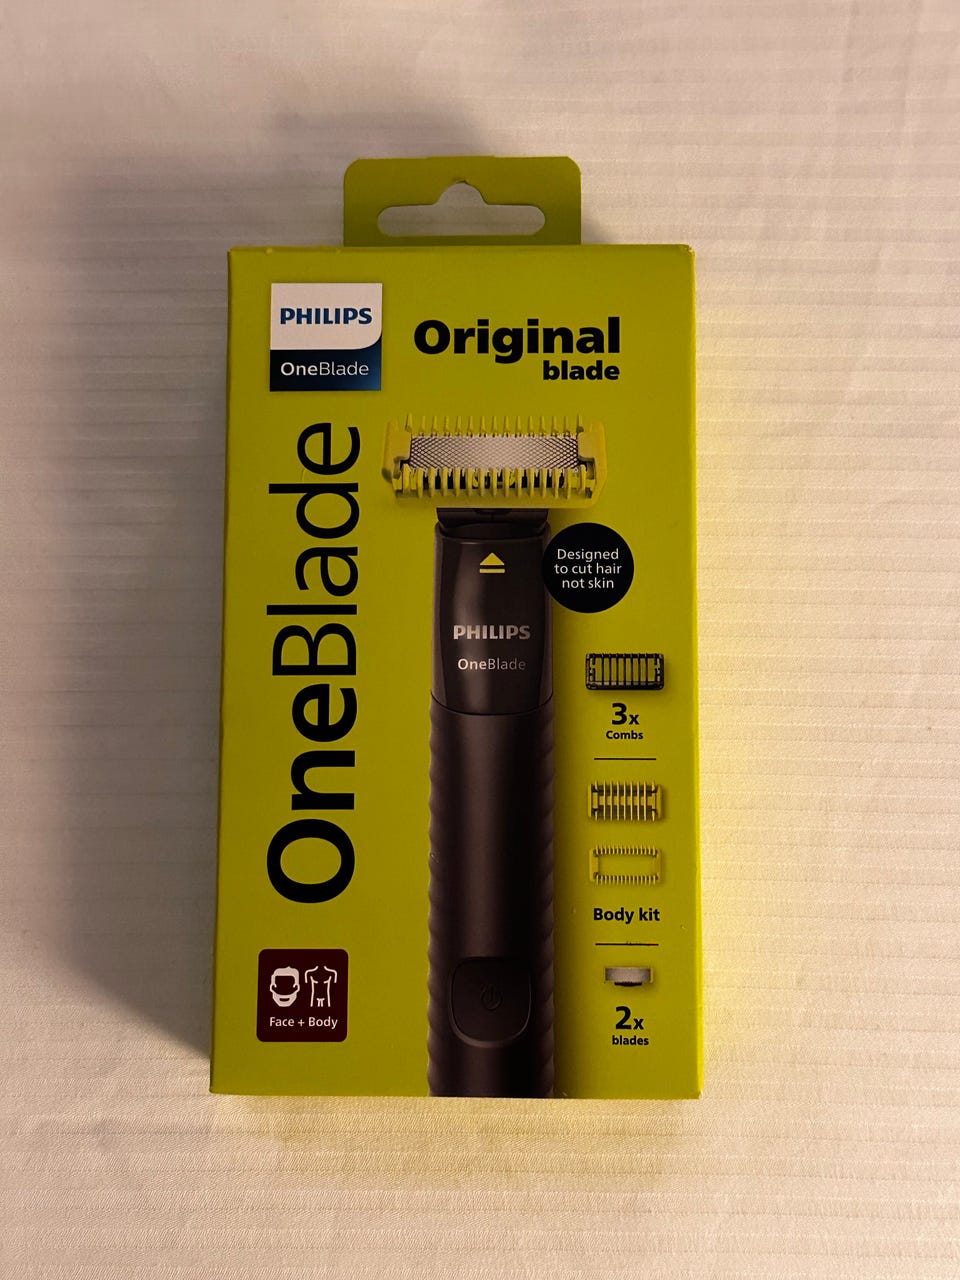 PHILIPS
OneBlade
Original
blade
OneBlade
Designed
to cut hair
not skin
PHILIPS
OneBlade
3x
Combs
Body kit
2x
blades
Face + Body